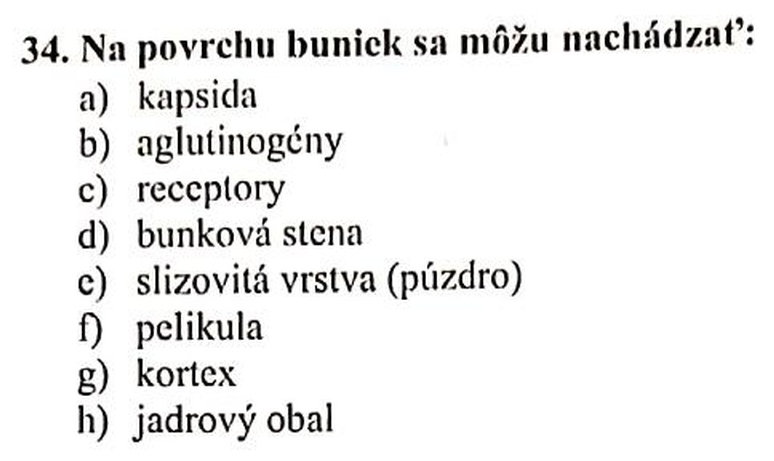 34. Na povrchu buniek sa môžu nachádzať:
a) kapsida
b) aglutinogény
c) receptory
d) bunková stena
e) slizovitá vrstva (púzdro)
f) pelikula
g) kortex
h) jadrový obal